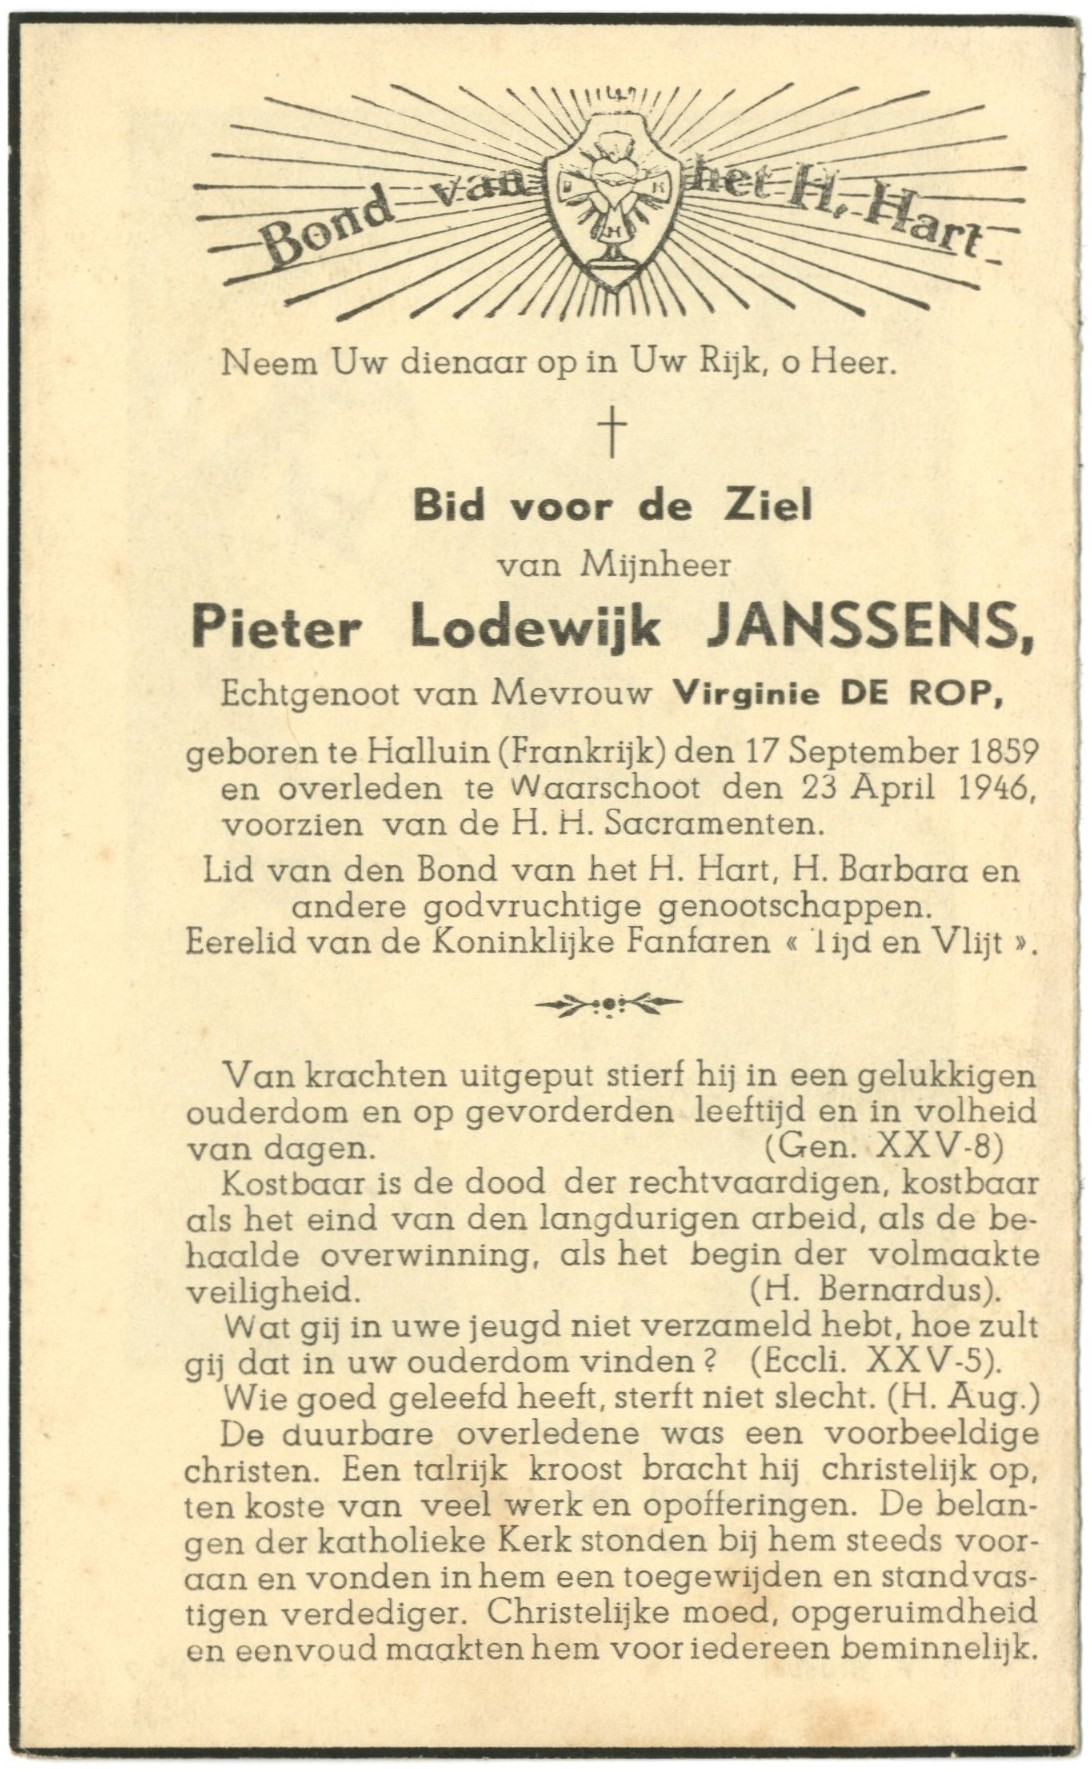 Bond van het H. Hart
Neem Uw dienaar op in Uw Rijk, o Heer.
Bid voor de Ziel
van Mijnheer
Pieter Lodewijk JANSSENS,
Echtgenoot van Mevrouw Virginie DE ROP,
geboren te Halluin (Frankrijk) den 17 September 1859
en overleden te Waarschoot den 23 April 1946,
voorzien van de H. H. Sacramenten.
Lid van den Bond van het H. Hart, H. Barbara en
andere godvruchtige genootschappen.
Eerelid van de Koninklijke Fanfaren « Tijd en Vlijt ».
Van krachten uitgeput stierf hij in een gelukkigen
ouderdom en op gevorderden leeftijd en in volheid
van dagen. (Gen. XXV-8)
Kostbaar is de dood der rechtvaardigen, kostbaar
als het eind van den langdurigen arbeid, als de be-
haalde overwinning, als het begin der volmaakte
veiligheid. (H. Bernardus).
Wat gij in uwe jeugd niet verzameld hebt, hoe zult
gij dat in uw ouderdom vinden? (Eccli. XXV-5).
Wie goed geleefd heeft, sterft niet slecht. (H. Aug.)
De duurbare overledene was een voorbeeldige
christen. Een talrijk kroost bracht hij christelijk op,
ten koste van veel werk en opofferingen. De belan-
gen der katholieke Kerk stonden bij hem steeds voor-
aan en vonden in hem een toegewijden en standvas-
tigen verdediger. Christelijke moed, opgeruimdheid
en eenvoud maakten hem voor iedereen beminnelijk.